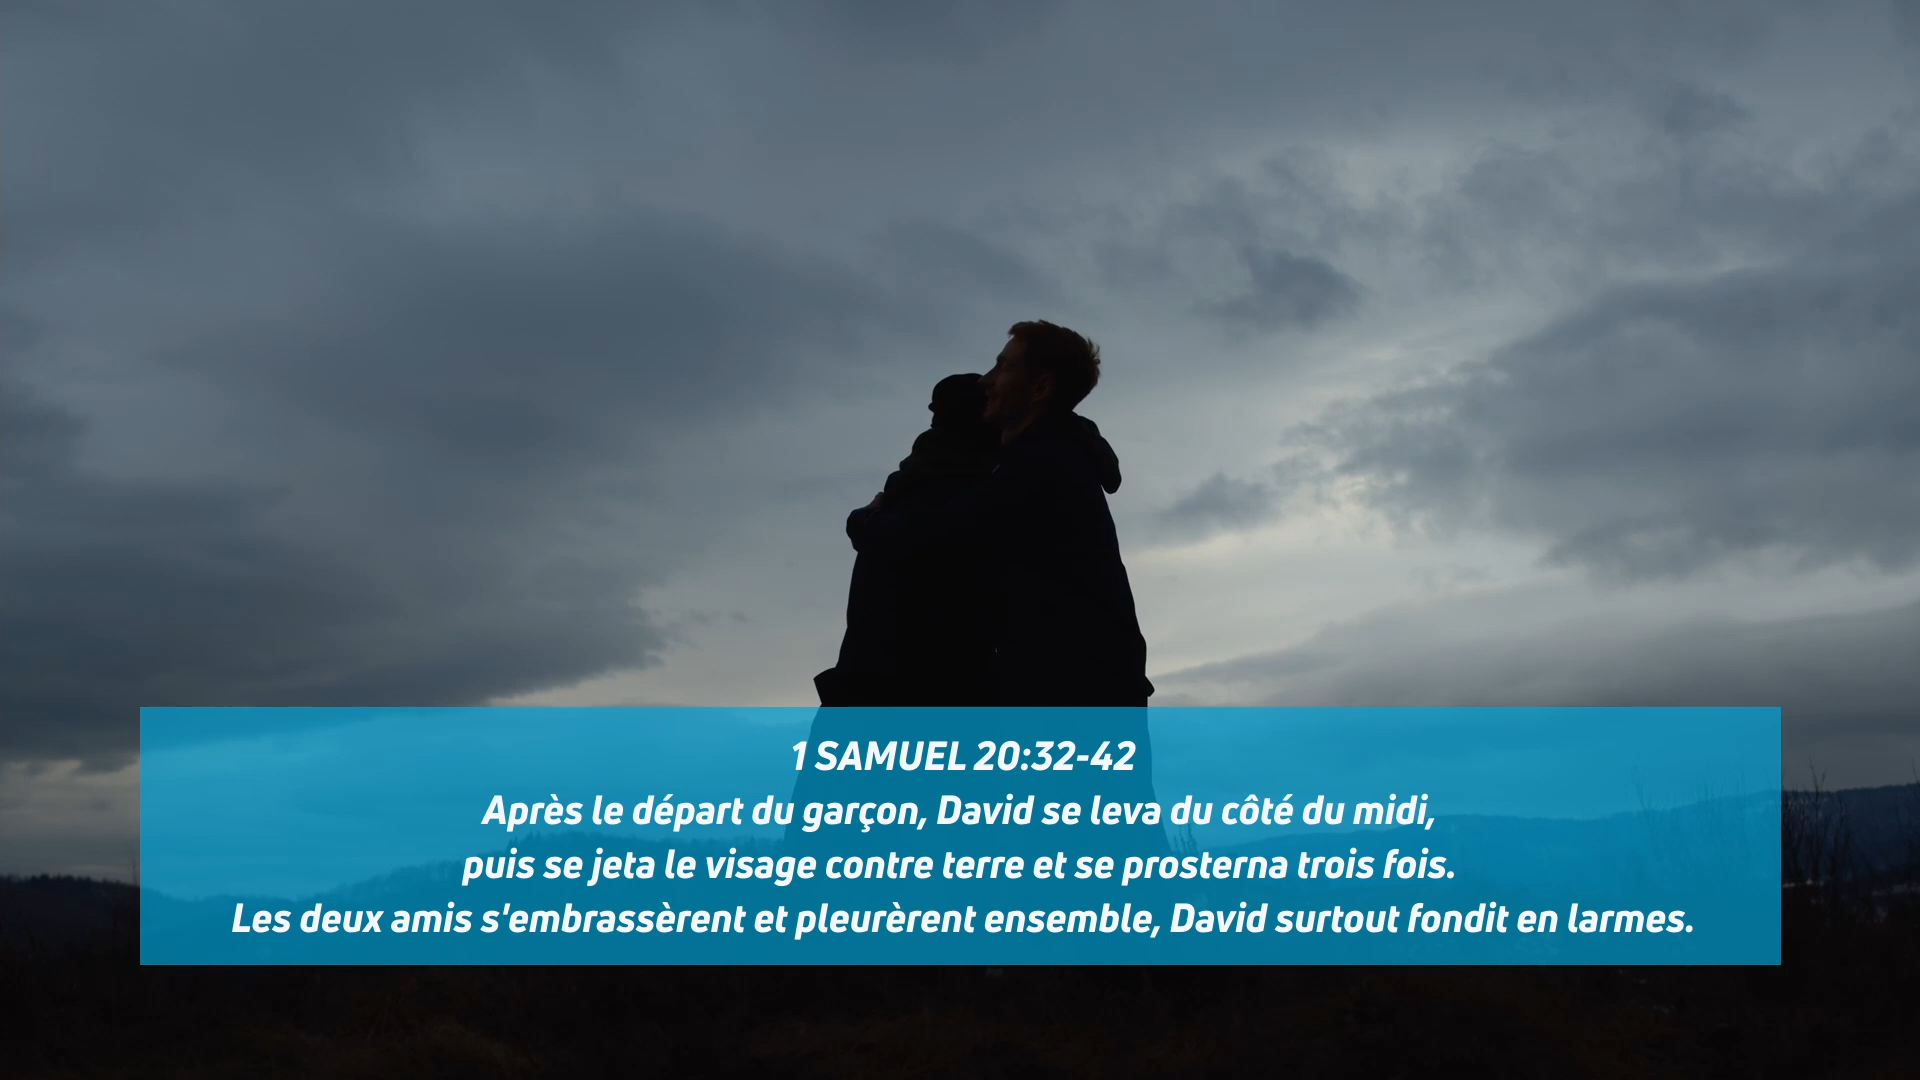 1 SAMUEL 20:32-42
Après le départ du garçon, David se leva du côté du midi,
puis se jeta le visage contre terre et se prosterna trois fois.
Les deux amis s'embrassèrent et pleurèrent ensemble, David surtout fondit en larmes.